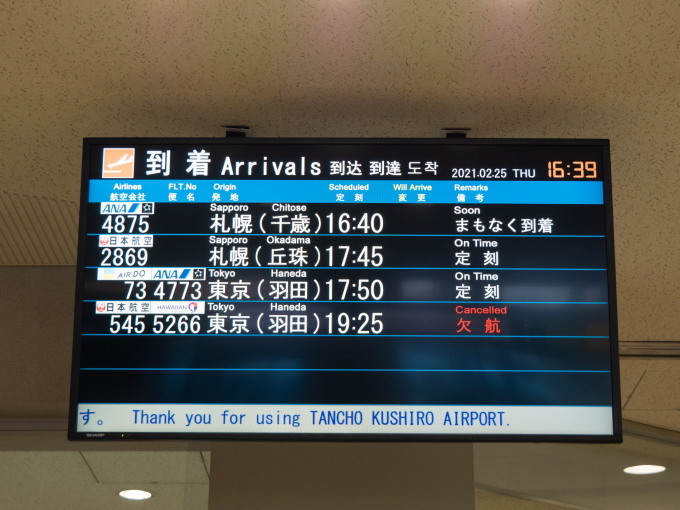 到着 Arrivals 到达 到達 도착 2021.02.25 THU 16:39
Airlines FLT.No Origin Scheduled Will Arrive Remarks
航空会社 便名 発地 定刻 変更 備考
ANA Sapporo Chitose Soon
4875 札幌(千歳) 16:40 まもなく到着
日本航空 Sapporo Okadama On Time
2869 札幌(丘珠) 17:45 定刻
AIRDO ANA Tokyo Haneda On Time
73 4773 東京(羽田) 17:50 定刻
日本航空 HAWAIIAN Tokyo Haneda Cancelled
545 5266 東京(羽田) 19:25 欠航
す。 Thank you for using TANCHO KUSHIRO AIRPORT.
SHARP